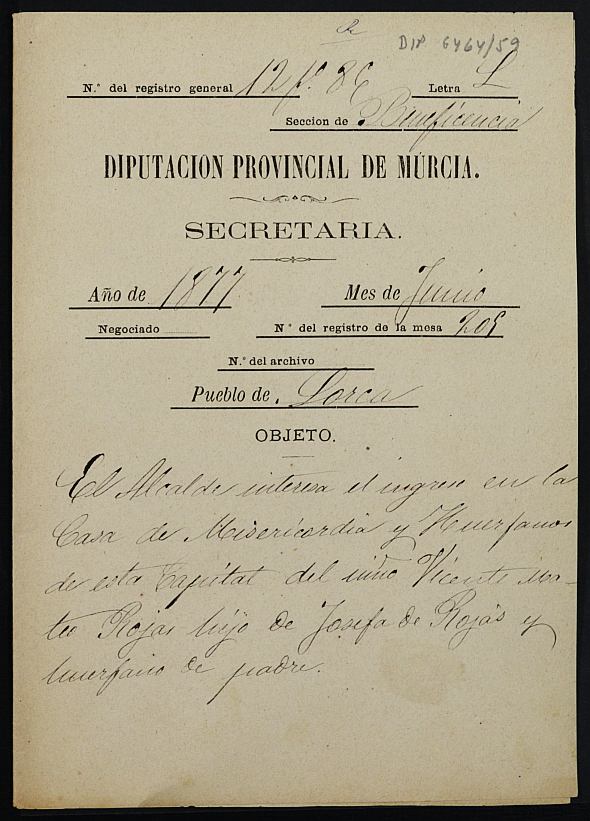 DIP 6464/59
N.° del registro general 12 f.° 86 Letra L
Seccion de Beneficencia
DIPUTACION PROVINCIAL DE MURCIA.
SECRETARIA.
Año de 1877 Mes de Junio
Negociado N° del registro de la mesa 205
N.° del archivo
Pueblo de Lorca
OBJETO.
El Alcalde interesa el ingreso en la
Casa de Misericordia y Huerfanos
de esta Capital del niño Vicente Ma-
teo Rojas hijo de Josefa de Rojas y
huerfano de padre.